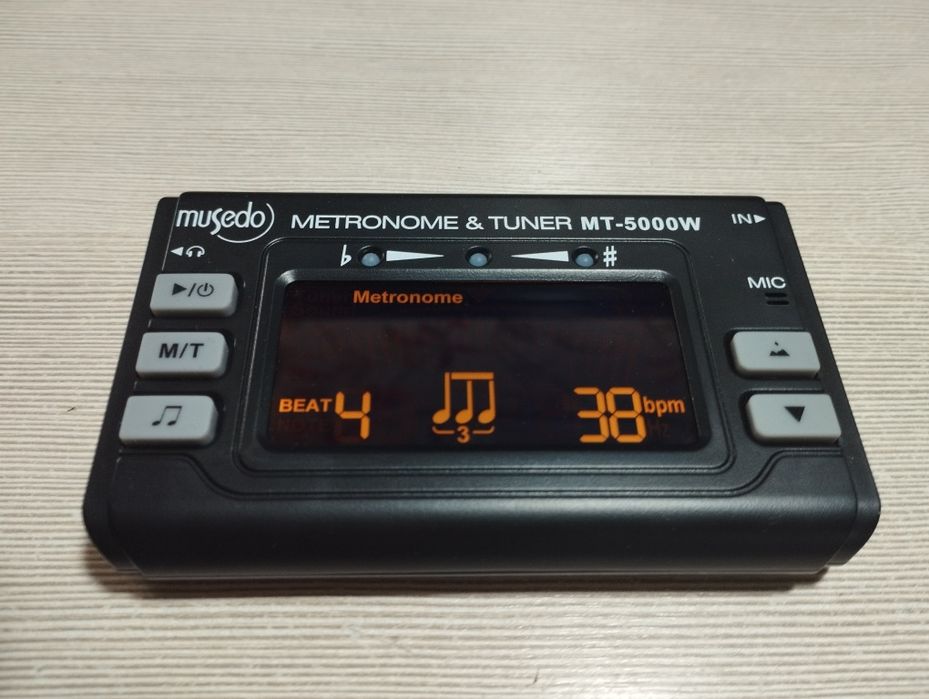 musedo
METRONOME & TUNER MT-5000W
IN
MIC
M/T
Metronome
BEAT 4
3
38 bpm